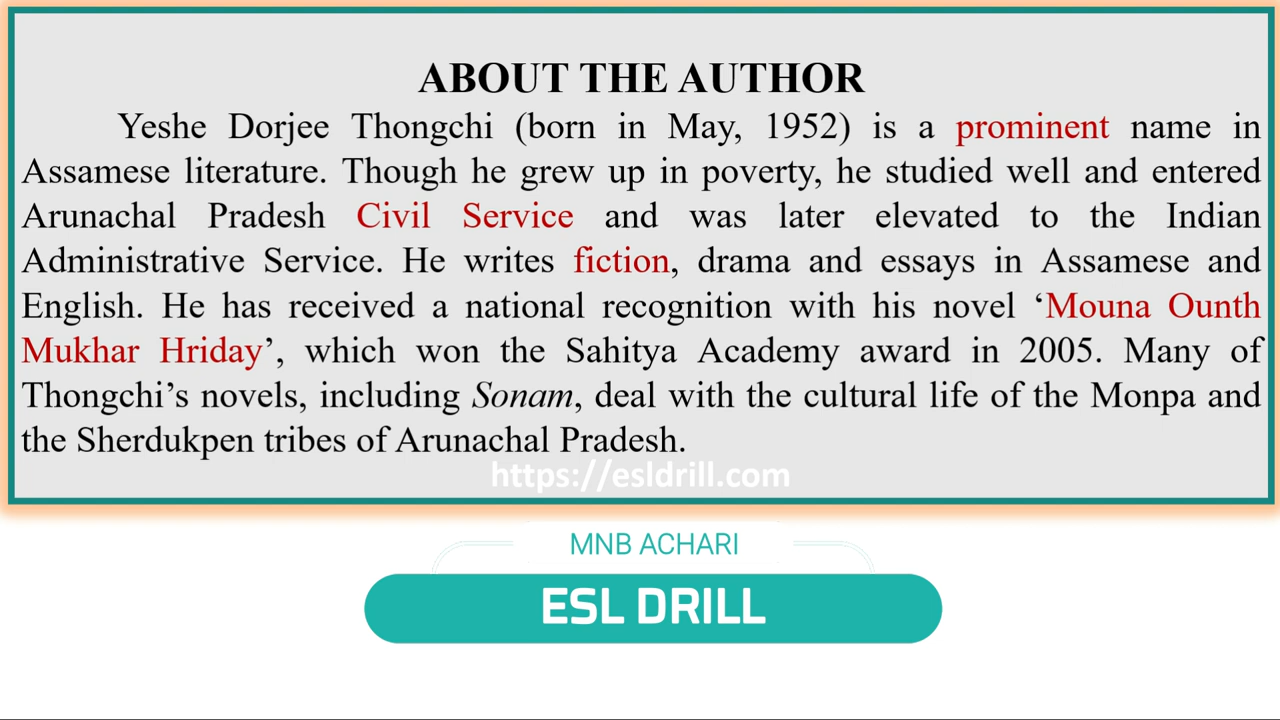 ABOUT THE AUTHOR
Yeshe Dorjee Thongchi (born in May, 1952) is a prominent name in
Assamese literature. Though he grew up in poverty, he studied well and entered
Arunachal Pradesh Civil Service and was later elevated to the Indian
Administrative Service. He writes fiction, drama and essays in Assamese and
English. He has received a national recognition with his novel ‘Mouna Ounth
Mukhar Hriday’, which won the Sahitya Academy award in 2005. Many of
Thongchi’s novels, including Sonam, deal with the cultural life of the Monpa and
the Sherdukpen tribes of Arunachal Pradesh.
https://esldrill.com
MNB ACHARI
ESL DRILL